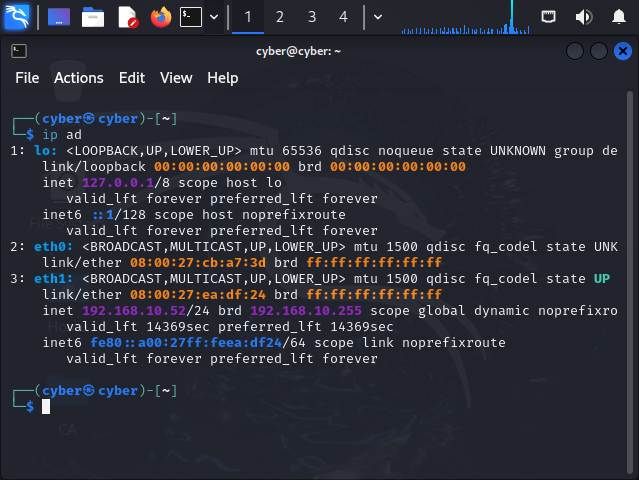 1 2 3 4
cyber@cyber: ~
File Actions Edit View Help
┌──(cyber㉿cyber)-[~]
└─$ ip ad
1: lo: <LOOPBACK,UP,LOWER_UP> mtu 65536 qdisc noqueue state UNKNOWN group de
link/loopback 00:00:00:00:00:00 brd 00:00:00:00:00:00
inet 127.0.0.1/8 scope host lo
valid_lft forever preferred_lft forever
inet6 ::1/128 scope host noprefixroute
valid_lft forever preferred_lft forever
2: eth0: <BROADCAST,MULTICAST,UP,LOWER_UP> mtu 1500 qdisc fq_codel state UNK
link/ether 08:00:27:cb:a7:3d brd ff:ff:ff:ff:ff:ff
3: eth1: <BROADCAST,MULTICAST,UP,LOWER_UP> mtu 1500 qdisc fq_codel state UP
link/ether 08:00:27:ea:df:24 brd ff:ff:ff:ff:ff:ff
inet 192.168.10.52/24 brd 192.168.10.255 scope global dynamic noprefixro
valid_lft 14369sec preferred_lft 14369sec
inet6 fe80::a00:27ff:feea:df24/64 scope link noprefixroute
valid_lft forever preferred_lft forever
┌──(cyber㉿cyber)-[~]
└─$
CA